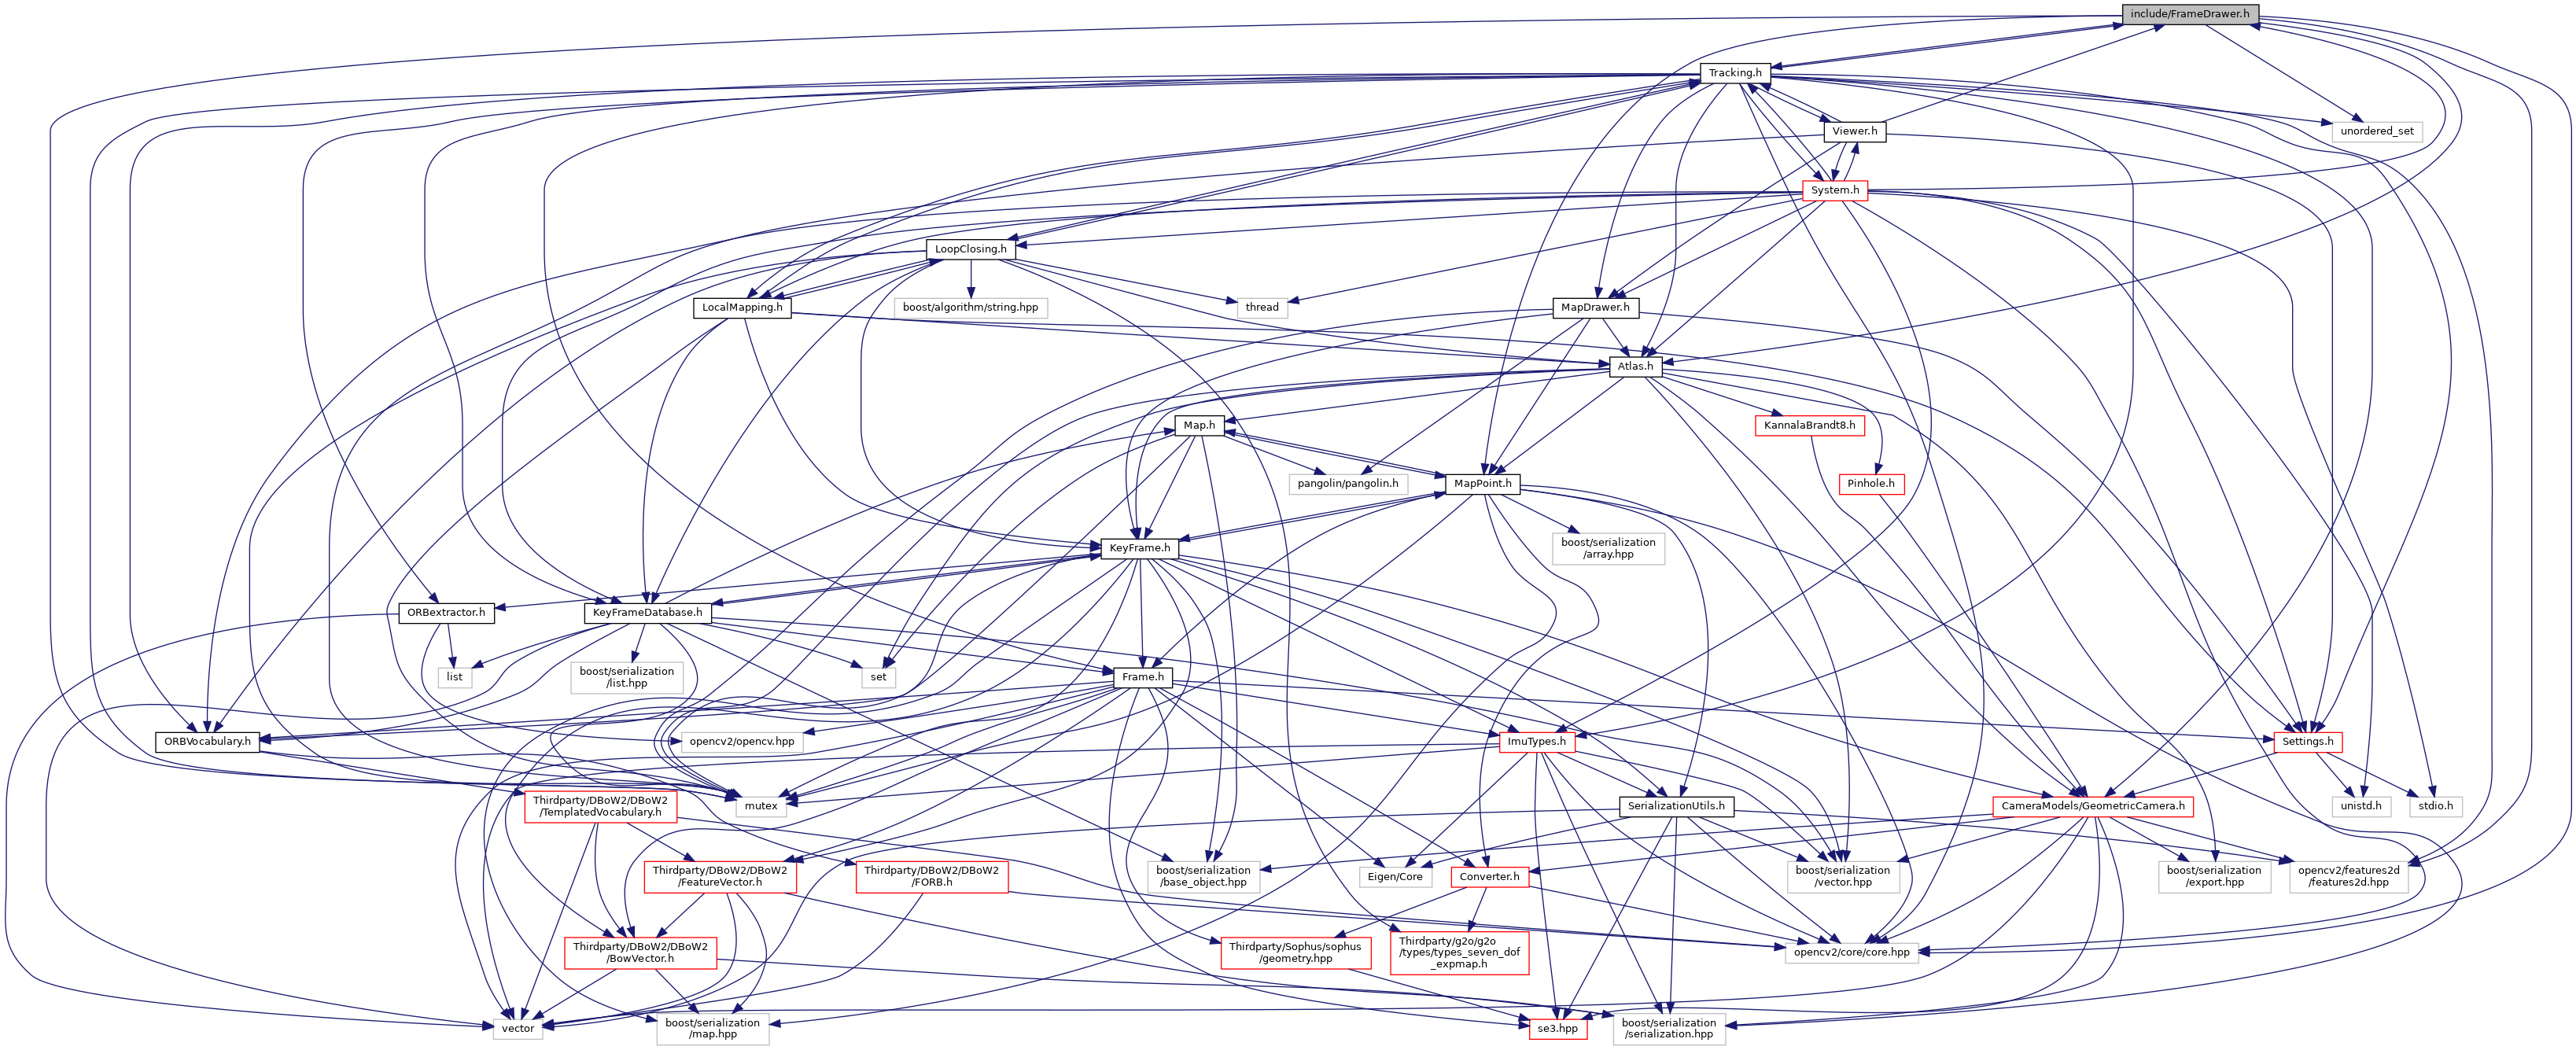 include/FrameDrawer.h
Tracking.h
Viewer.h
unordered_set
System.h
LoopClosing.h
LocalMapping.h
boost/algorithm/string.hpp
thread
MapDrawer.h
Atlas.h
Map.h
KannalaBrandt8.h
pangolin/pangolin.h
MapPoint.h
Pinhole.h
KeyFrame.h
boost/serialization
/array.hpp
ORBextractor.h
KeyFrameDatabase.h
list
boost/serialization
/list.hpp
set
Frame.h
ORBVocabulary.h
opencv2/opencv.hpp
ImuTypes.h
Settings.h
Thirdparty/DBoW2/DBoW2
/TemplatedVocabulary.h
mutex
SerializationUtils.h
CameraModels/GeometricCamera.h
unistd.h
stdio.h
Thirdparty/DBoW2/DBoW2
/FeatureVector.h
Thirdparty/DBoW2/DBoW2
/FORB.h
boost/serialization
/base_object.hpp
Eigen/Core
Converter.h
boost/serialization
/vector.hpp
boost/serialization
/export.hpp
opencv2/features2d
/features2d.hpp
Thirdparty/DBoW2/DBoW2
/BowVector.h
Thirdparty/Sophus/sophus
/geometry.hpp
Thirdparty/g2o/g2o
/types/types_seven_dof
_expmap.h
opencv2/core/core.hpp
vector
boost/serialization
/map.hpp
se3.hpp
boost/serialization
/serialization.hpp